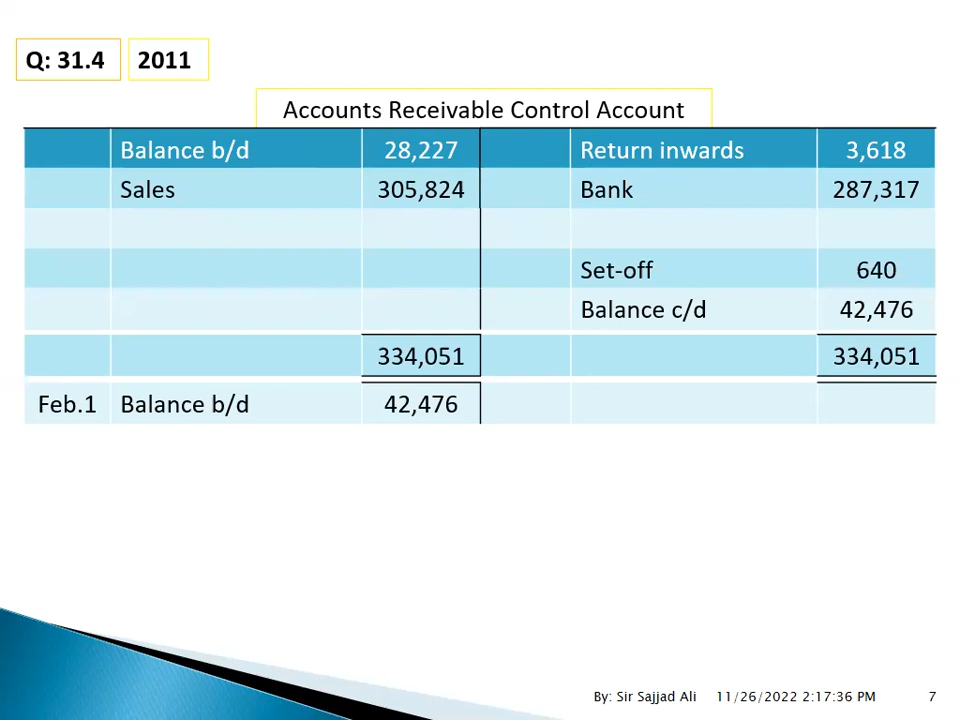 Q: 31.4 2011
Accounts Receivable Control Account
Balance b/d 28,227 Return inwards 3,618
Sales 305,824 Bank 287,317
Set-off 640
Balance c/d 42,476
334,051 334,051
Feb.1 Balance b/d 42,476
By: Sir Sajjad Ali 11/26/2022 2:17:36 PM 7